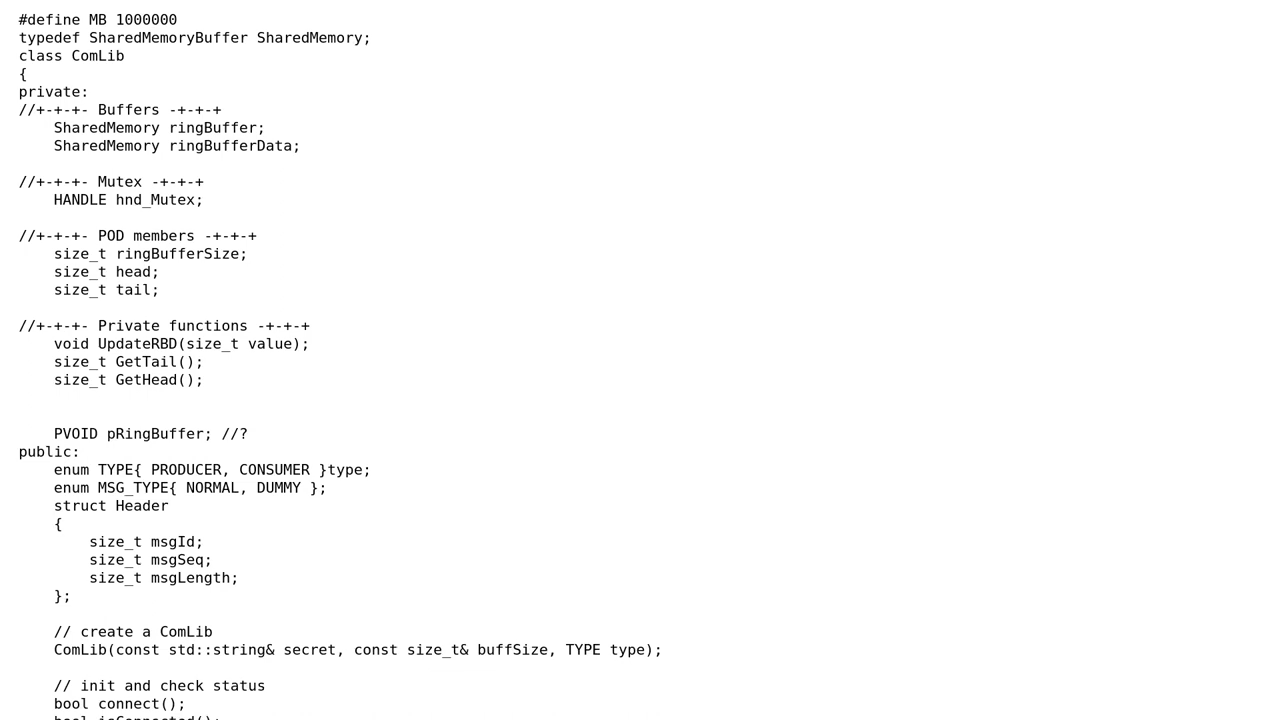 #define MB 1000000
typedef SharedMemoryBuffer SharedMemory;
class ComLib
{
private:
//+-+-+- Buffers -+-+-+
    SharedMemory ringBuffer;
    SharedMemory ringBufferData;

//+-+-+- Mutex -+-+-+
    HANDLE hnd_Mutex;

//+-+-+- POD members -+-+-+
    size_t ringBufferSize;
    size_t head;
    size_t tail;

//+-+-+- Private functions -+-+-+
    void UpdateRBD(size_t value);
    size_t GetTail();
    size_t GetHead();


    PVOID pRingBuffer; //?
public:
    enum TYPE{ PRODUCER, CONSUMER }type;
    enum MSG_TYPE{ NORMAL, DUMMY };
    struct Header
    {
        size_t msgId;
        size_t msgSeq;
        size_t msgLength;
    };

    // create a ComLib
    ComLib(const std::string& secret, const size_t& buffSize, TYPE type);

    // init and check status
    bool connect();
    bool isConnected();